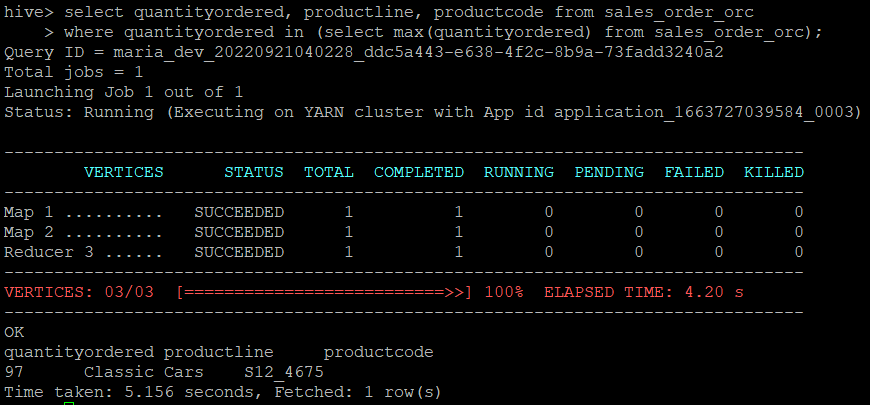 hive> select quantityordered, productline, productcode from sales_order_orc
    > where quantityordered in (select max(quantityordered) from sales_order_orc);
Query ID = maria_dev_20220921040228_ddc5a443-e638-4f2c-8b9a-73fadd3240a2
Total jobs = 1
Launching Job 1 out of 1
Status: Running (Executing on YARN cluster with App id application_1663727039584_0003)
--------------------------------------------------------------------------------
        VERTICES      STATUS  TOTAL  COMPLETED  RUNNING  PENDING  FAILED  KILLED
--------------------------------------------------------------------------------
Map 1 ..........   SUCCEEDED      1          1        0        0       0       0
Map 2 ..........   SUCCEEDED      1          1        0        0       0       0
Reducer 3 ......   SUCCEEDED      1          1        0        0       0       0
--------------------------------------------------------------------------------
VERTICES: 03/03  [==========================>>] 100%  ELAPSED TIME: 4.20 s
--------------------------------------------------------------------------------
OK
quantityordered productline     productcode
97      Classic Cars    S12_4675
Time taken: 5.156 seconds, Fetched: 1 row(s)